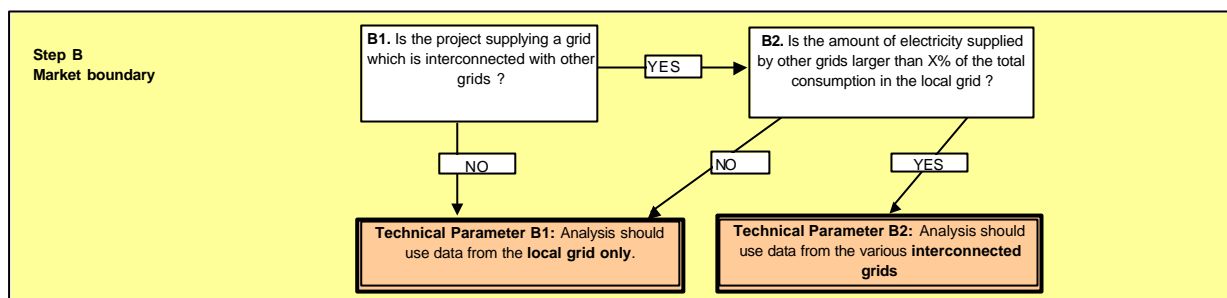 Step B
Market boundary
B1. Is the project supplying a grid
which is interconnected with other
grids ?
YES
B2. Is the amount of electricity supplied
by other grids larger than X% of the total
consumption in the local grid ?
NO
NO
YES
Technical Parameter B1: Analysis should
use data from the local grid only.
Technical Parameter B2: Analysis should
use data from the various interconnected
grids